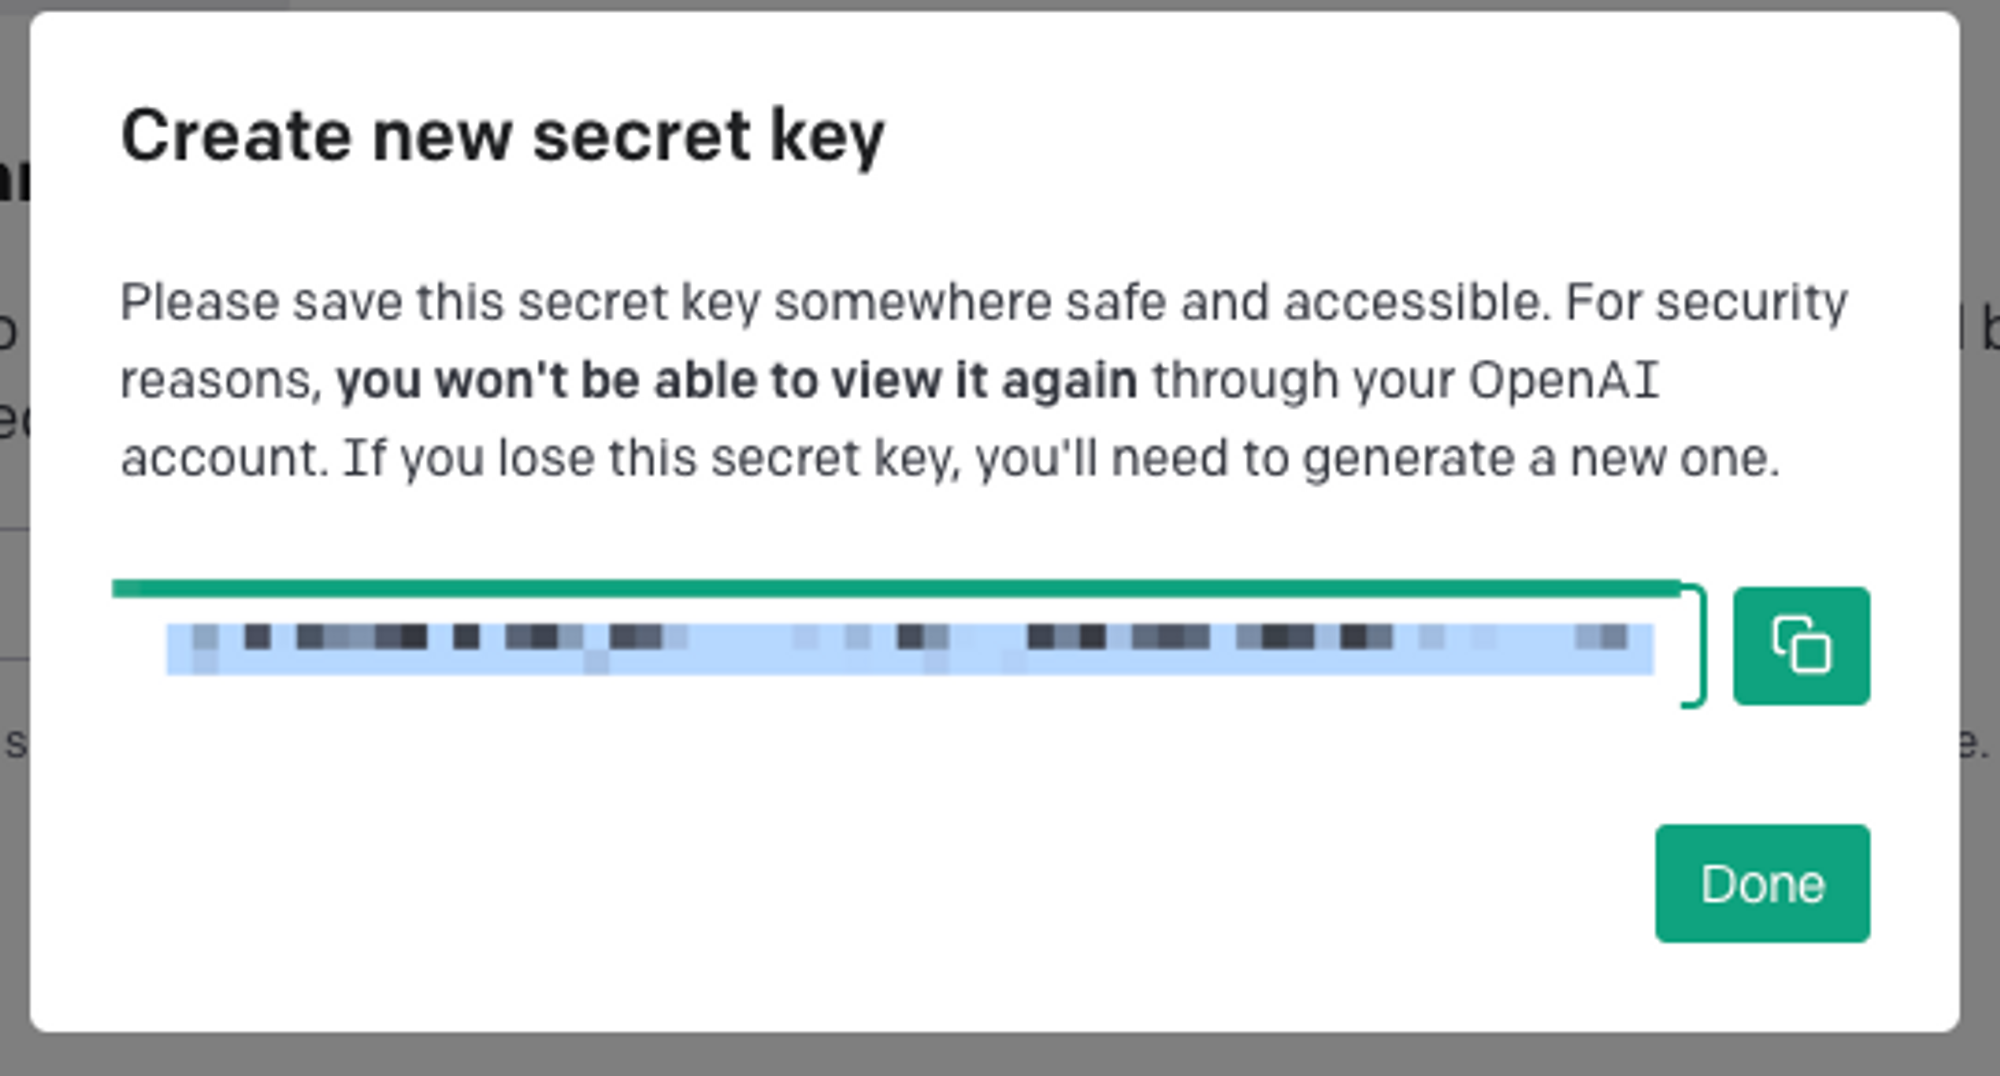 Create new secret key
Please save this secret key somewhere safe and accessible. For security
reasons, you won't be able to view it again through your OpenAI
account. If you lose this secret key, you'll need to generate a new one.
Done